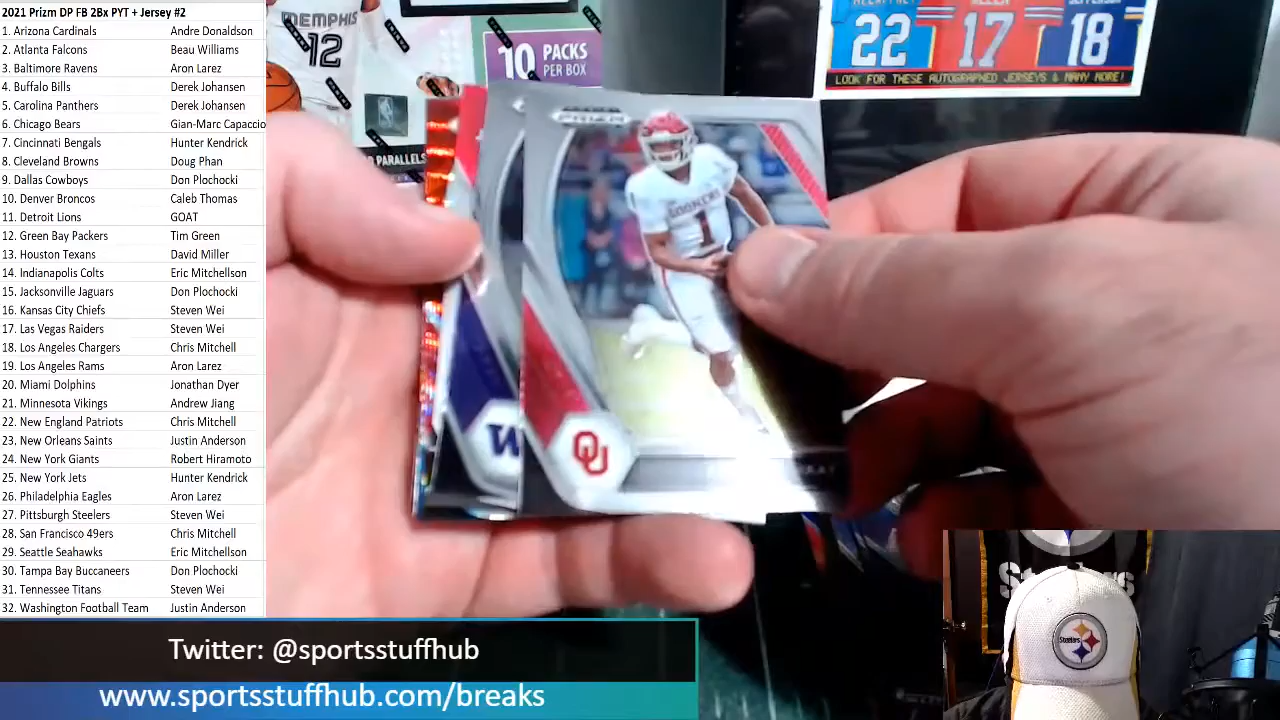 2021 Prizm DP FB 2Bx PYT + Jersey #2
1. Arizona Cardinals Andre Donaldson
2. Atlanta Falcons Beau Williams
3. Baltimore Ravens Aron Larez
4. Buffalo Bills Derek Johansen
5. Carolina Panthers Derek Johansen
6. Chicago Bears Gian-Marc Capaccio
7. Cincinnati Bengals Hunter Kendrick
8. Cleveland Browns Doug Phan
9. Dallas Cowboys Don Plochocki
10. Denver Broncos Caleb Thomas
11. Detroit Lions GOAT
12. Green Bay Packers Tim Green
13. Houston Texans David Miller
14. Indianapolis Colts Eric Mitchellson
15. Jacksonville Jaguars Don Plochocki
16. Kansas City Chiefs Steven Wei
17. Las Vegas Raiders Steven Wei
18. Los Angeles Chargers Chris Mitchell
19. Los Angeles Rams Aron Larez
20. Miami Dolphins Jonathan Dyer
21. Minnesota Vikings Andrew Jiang
22. New England Patriots Chris Mitchell
23. New Orleans Saints Justin Anderson
24. New York Giants Robert Hiramoto
25. New York Jets Hunter Kendrick
26. Philadelphia Eagles Aron Larez
27. Pittsburgh Steelers Steven Wei
28. San Francisco 49ers Chris Mitchell
29. Seattle Seahawks Eric Mitchellson
30. Tampa Bay Buccaneers Don Plochocki
31. Tennessee Titans Steven Wei
32. Washington Football Team Justin Anderson
MEMPHIS
12
10 PACKS
PER BOX
PARALLELS
22 17 18
LOOK FOR THESE AUTOGRAPHED JERSEYS & MANY MORE!
PRIZM
SOONERS
1
W
OU
Steelers
Steelers
Twitter: @sportsstuffhub
www.sportsstuffhub.com/breaks